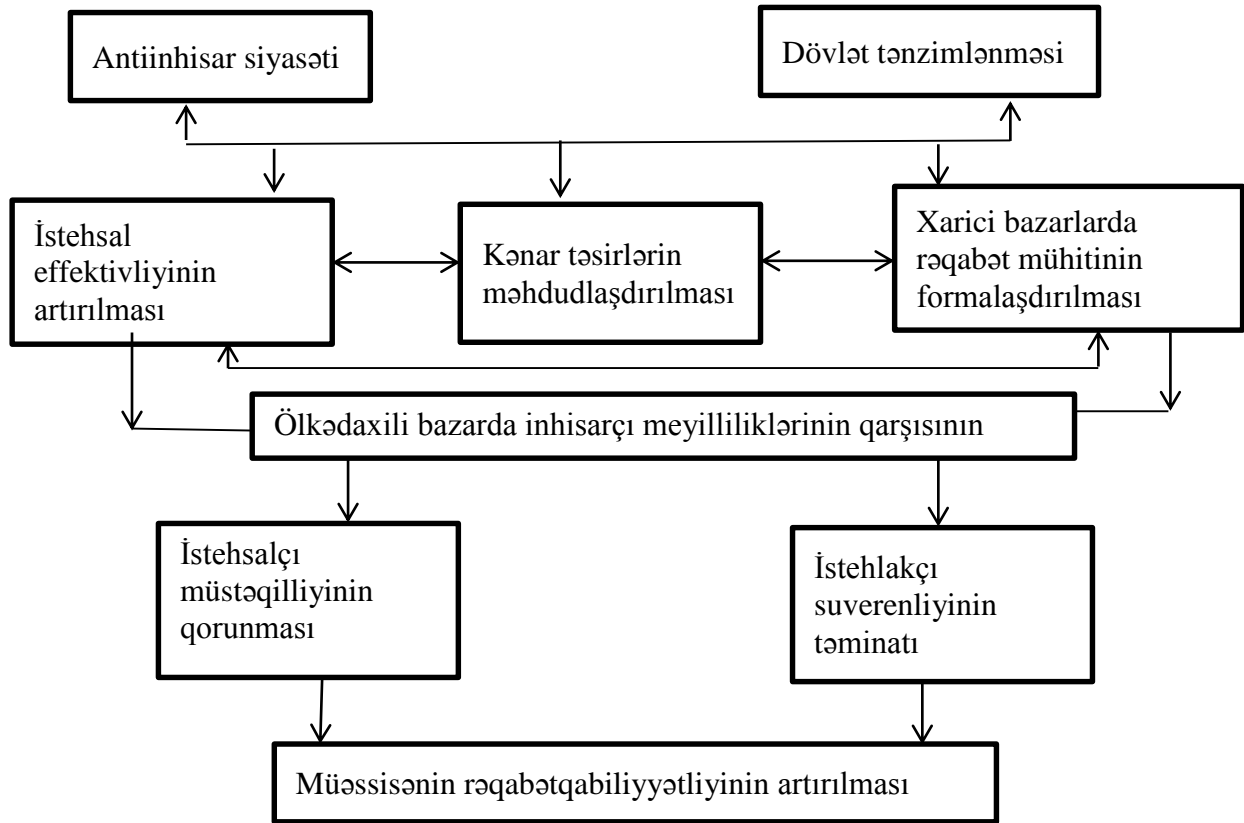 Antiinhisar siyasəti
Dövlət tənzimlənməsi
İstehsal
effektivliyinin
artırılması
Kənar təsirlərin
məhdudlaşdırılması
Xarici bazarlarda
rəqabət mühitinin
formalaşdırılması
Ölkədaxili bazarda inhisarçı meyilliliklərinin qarşısının
İstehsalçı
müstəqilliyinin
qorunması
İstehlakçı
suverenliyinin
təminatı
Müəssisənin rəqabətqabiliyyətliyinin artırılması